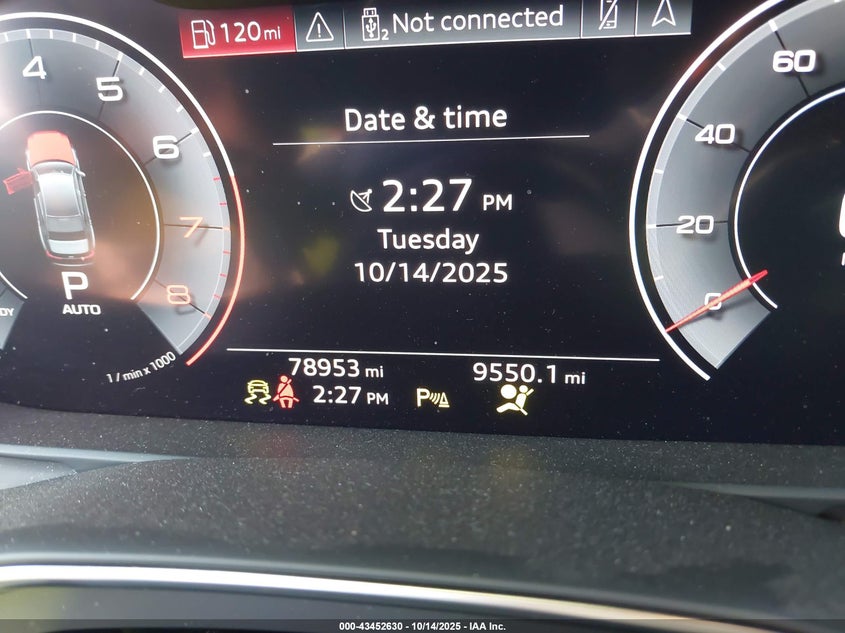 120 mi
2 Not connected
Date & time
2:27 PM
Tuesday
10/14/2025
4
5
6
7
8
1 / min x 1000
P
AUTO
DY
60
40
20
0
78953 mi
9550.1 mi
2:27 PM
P
000-43452630 - 10/14/2025 - IAA Inc.